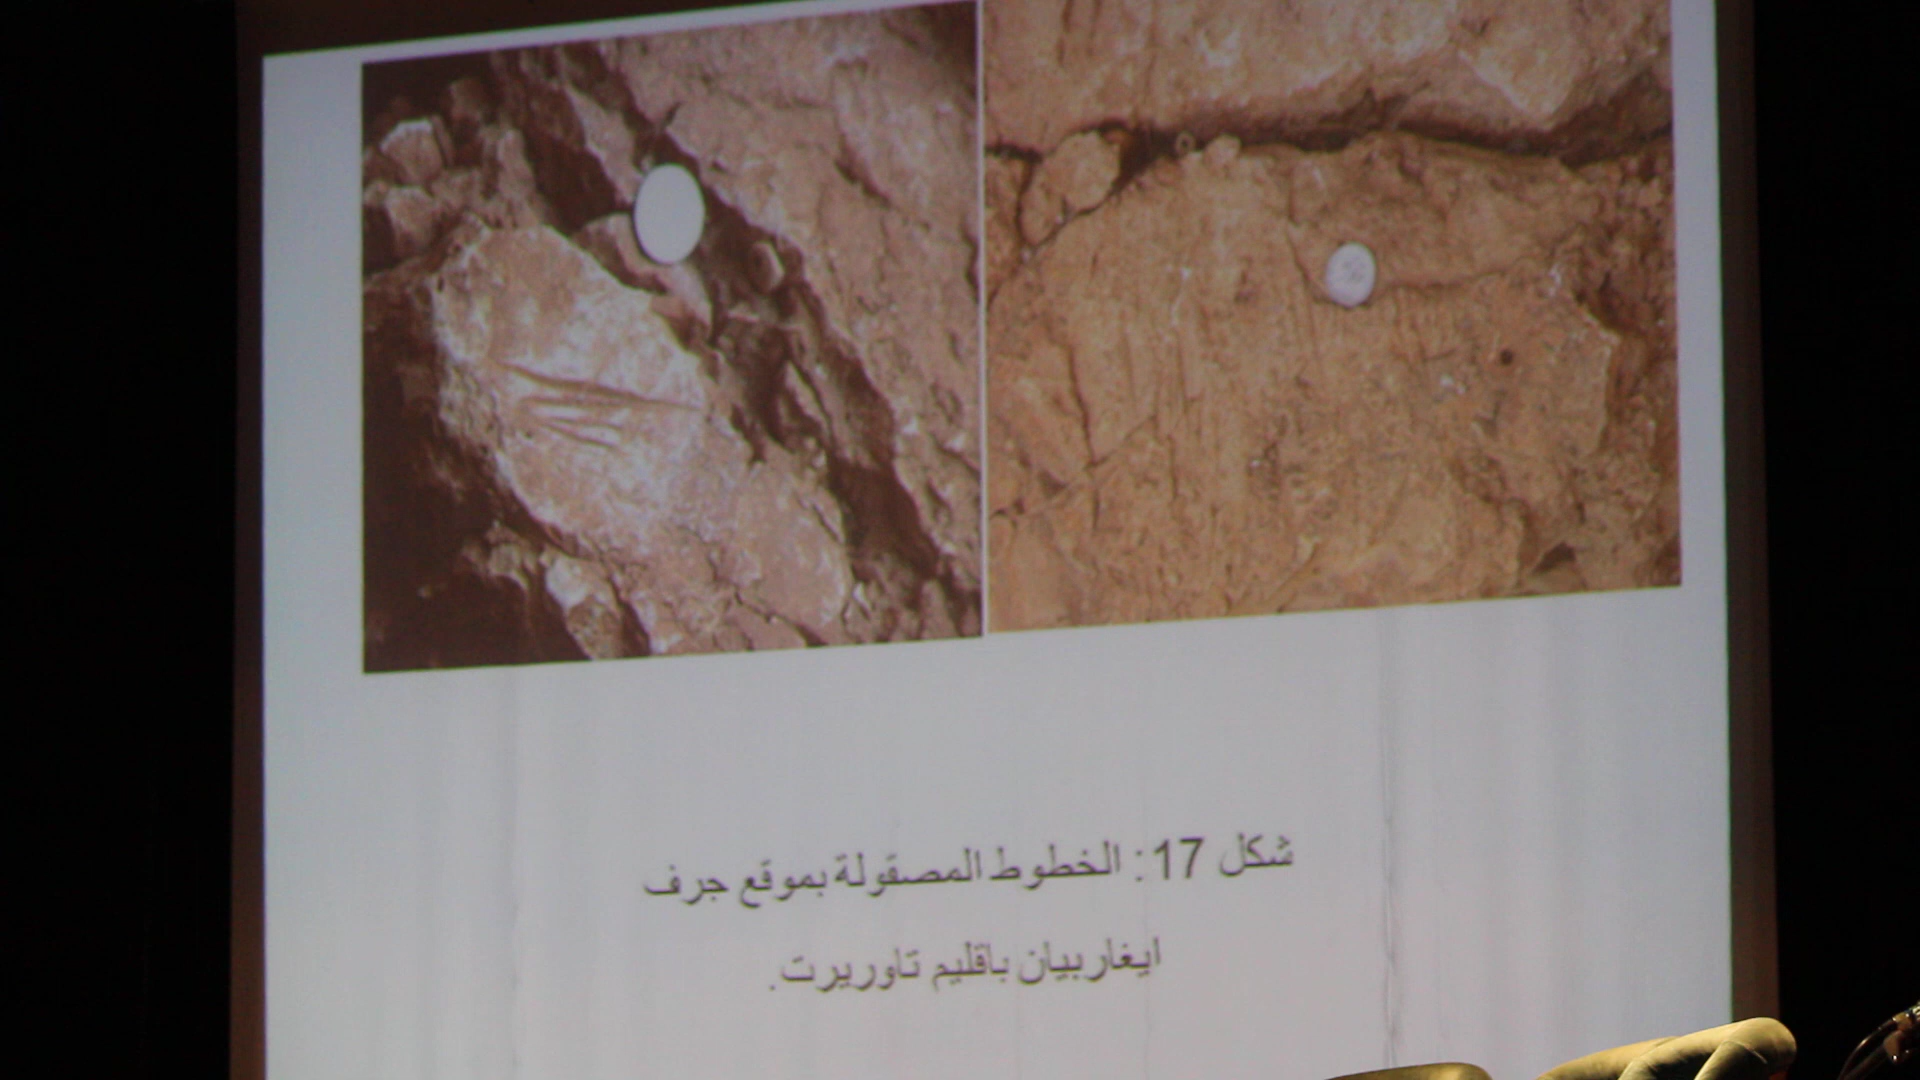 شكل 17: الخطوط المصقولة بموقع جرف
ايغاربيان باقليم تاوريرت.